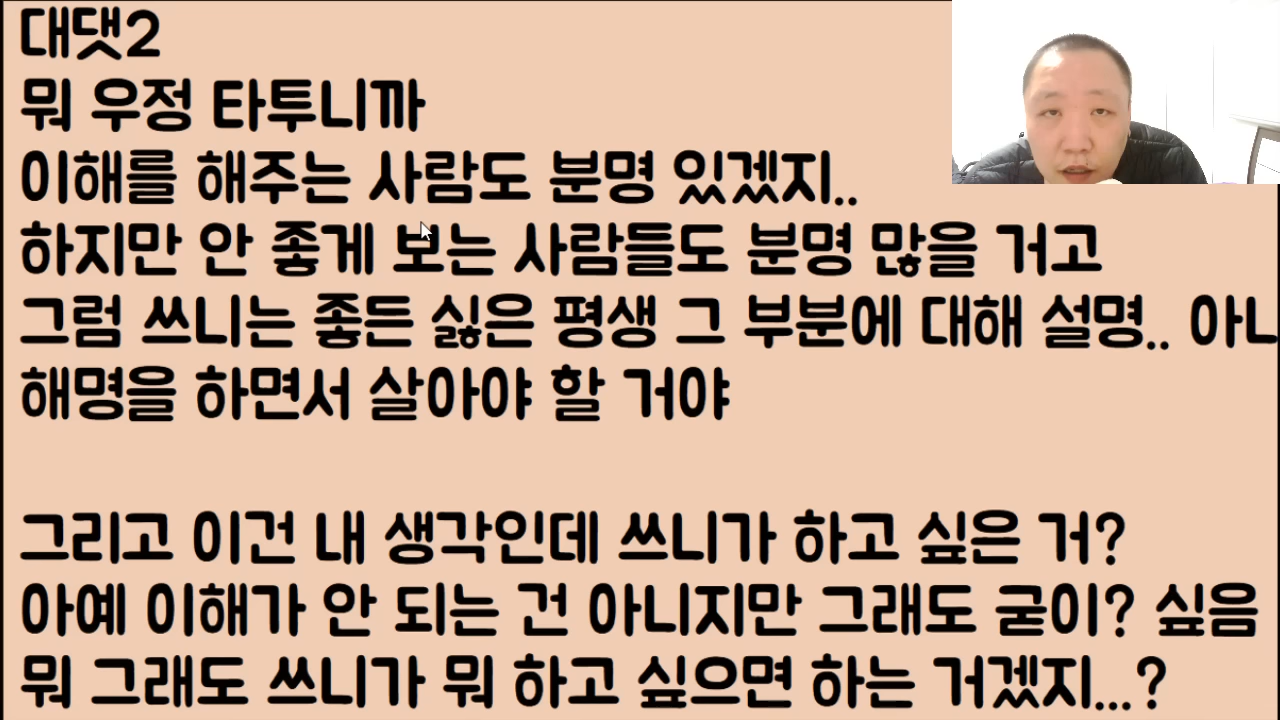 대댓2
뭐 우정 타투니까
이해를 해주는 사람도 분명 있겠지..
하지만 안 좋게 보는 사람들도 분명 많을 거고
그럼 쓰니는 좋든 싫은 평생 그 부분에 대해 설명.. 아니
해명을 하면서 살아야 할 거야
그리고 이건 내 생각인데 쓰니가 하고 싶은 거?
아예 이해가 안 되는 건 아니지만 그래도 굳이? 싶음
뭐 그래도 쓰니가 뭐 하고 싶으면 하는 거겠지...?